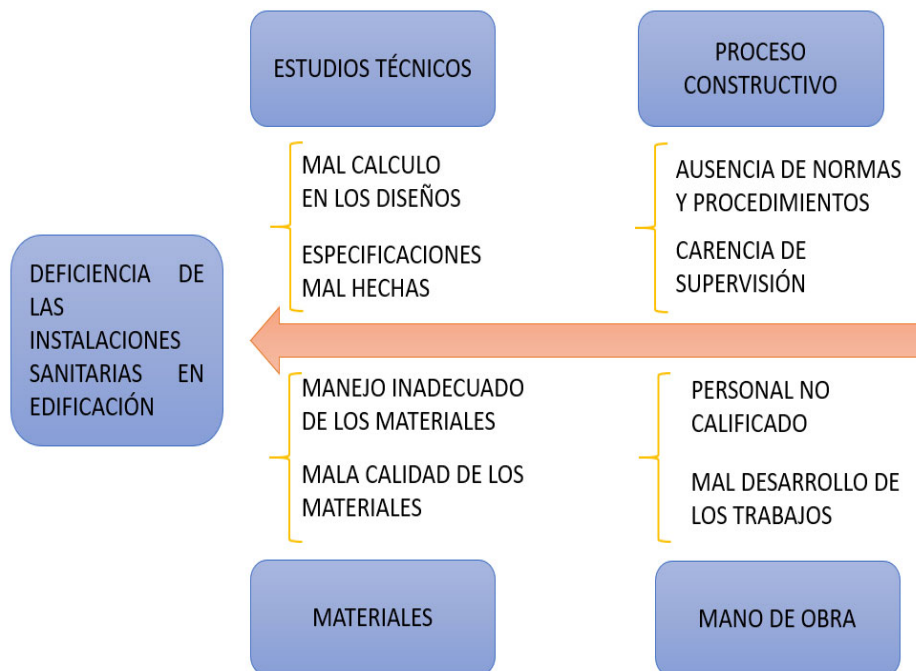 ESTUDIOS TÉCNICOS
PROCESO
CONSTRUCTIVO
MAL CALCULO
EN LOS DISEÑOS
ESPECIFICACIONES
MAL HECHAS
AUSENCIA DE NORMAS
Y PROCEDIMIENTOS
CARENCIA DE
SUPERVISIÓN
DEFICIENCIA DE
LAS
INSTALACIONES
SANITARIAS EN
EDIFICACIÓN
MANEJO INADECUADO
DE LOS MATERIALES
MALA CALIDAD DE LOS
MATERIALES
PERSONAL NO
CALIFICADO
MAL DESARROLLO DE
LOS TRABAJOS
MATERIALES
MANO DE OBRA